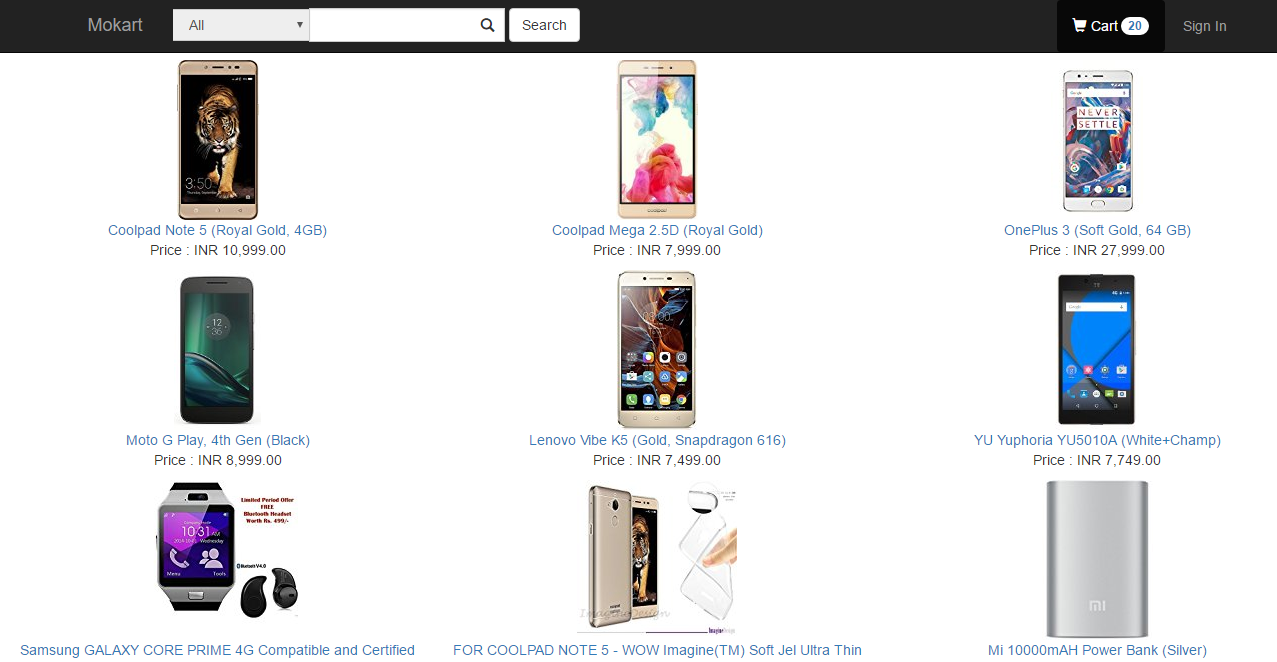 Mokart
All
Search
Cart 20
Sign In
3:50
coolpad
NEVER
SETTLE
Coolpad Note 5 (Royal Gold, 4GB)
Price : INR 10,999.00
Coolpad Mega 2.5D (Royal Gold)
Price : INR 7,999.00
OnePlus 3 (Soft Gold, 64 GB)
Price : INR 27,999.00
12
36
Moto G Play, 4th Gen (Black)
Price : INR 8,999.00
Lenovo Vibe K5 (Gold, Snapdragon 616)
Price : INR 7,499.00
YU Yuphoria YU5010A (White+Champ)
Price : INR 7,749.00
Limited Period Offer
FREE
Bluetooth Headset
Worth Rs. 499/-
10:31 AM
Menu
Tools
Bluetooth V4.0
ImagineDesign
mi
Samsung GALAXY CORE PRIME 4G Compatible and Certified
FOR COOLPAD NOTE 5 - WOW Imagine(TM) Soft Jel Ultra Thin
Mi 10000mAH Power Bank (Silver)